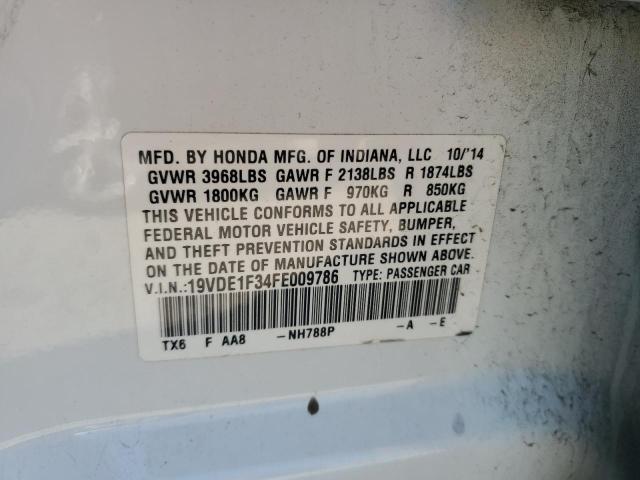 MFD. BY HONDA MFG. OF INDIANA, LLC 10/'14
GVWR 3968LBS GAWR F 2138LBS R 1874LBS
GVWR 1800KG GAWR F 970KG R 850KG
THIS VEHICLE CONFORMS TO ALL APPLICABLE
FEDERAL MOTOR VEHICLE SAFETY, BUMPER,
AND THEFT PREVENTION STANDARDS IN EFFECT
ON THE DATE OF MANUFACTURE SHOWN ABOVE.
V.I.N.:19VDE1F34FE009786 TYPE: PASSENGER CAR
TX6 F AA8 -NH788P -A -E